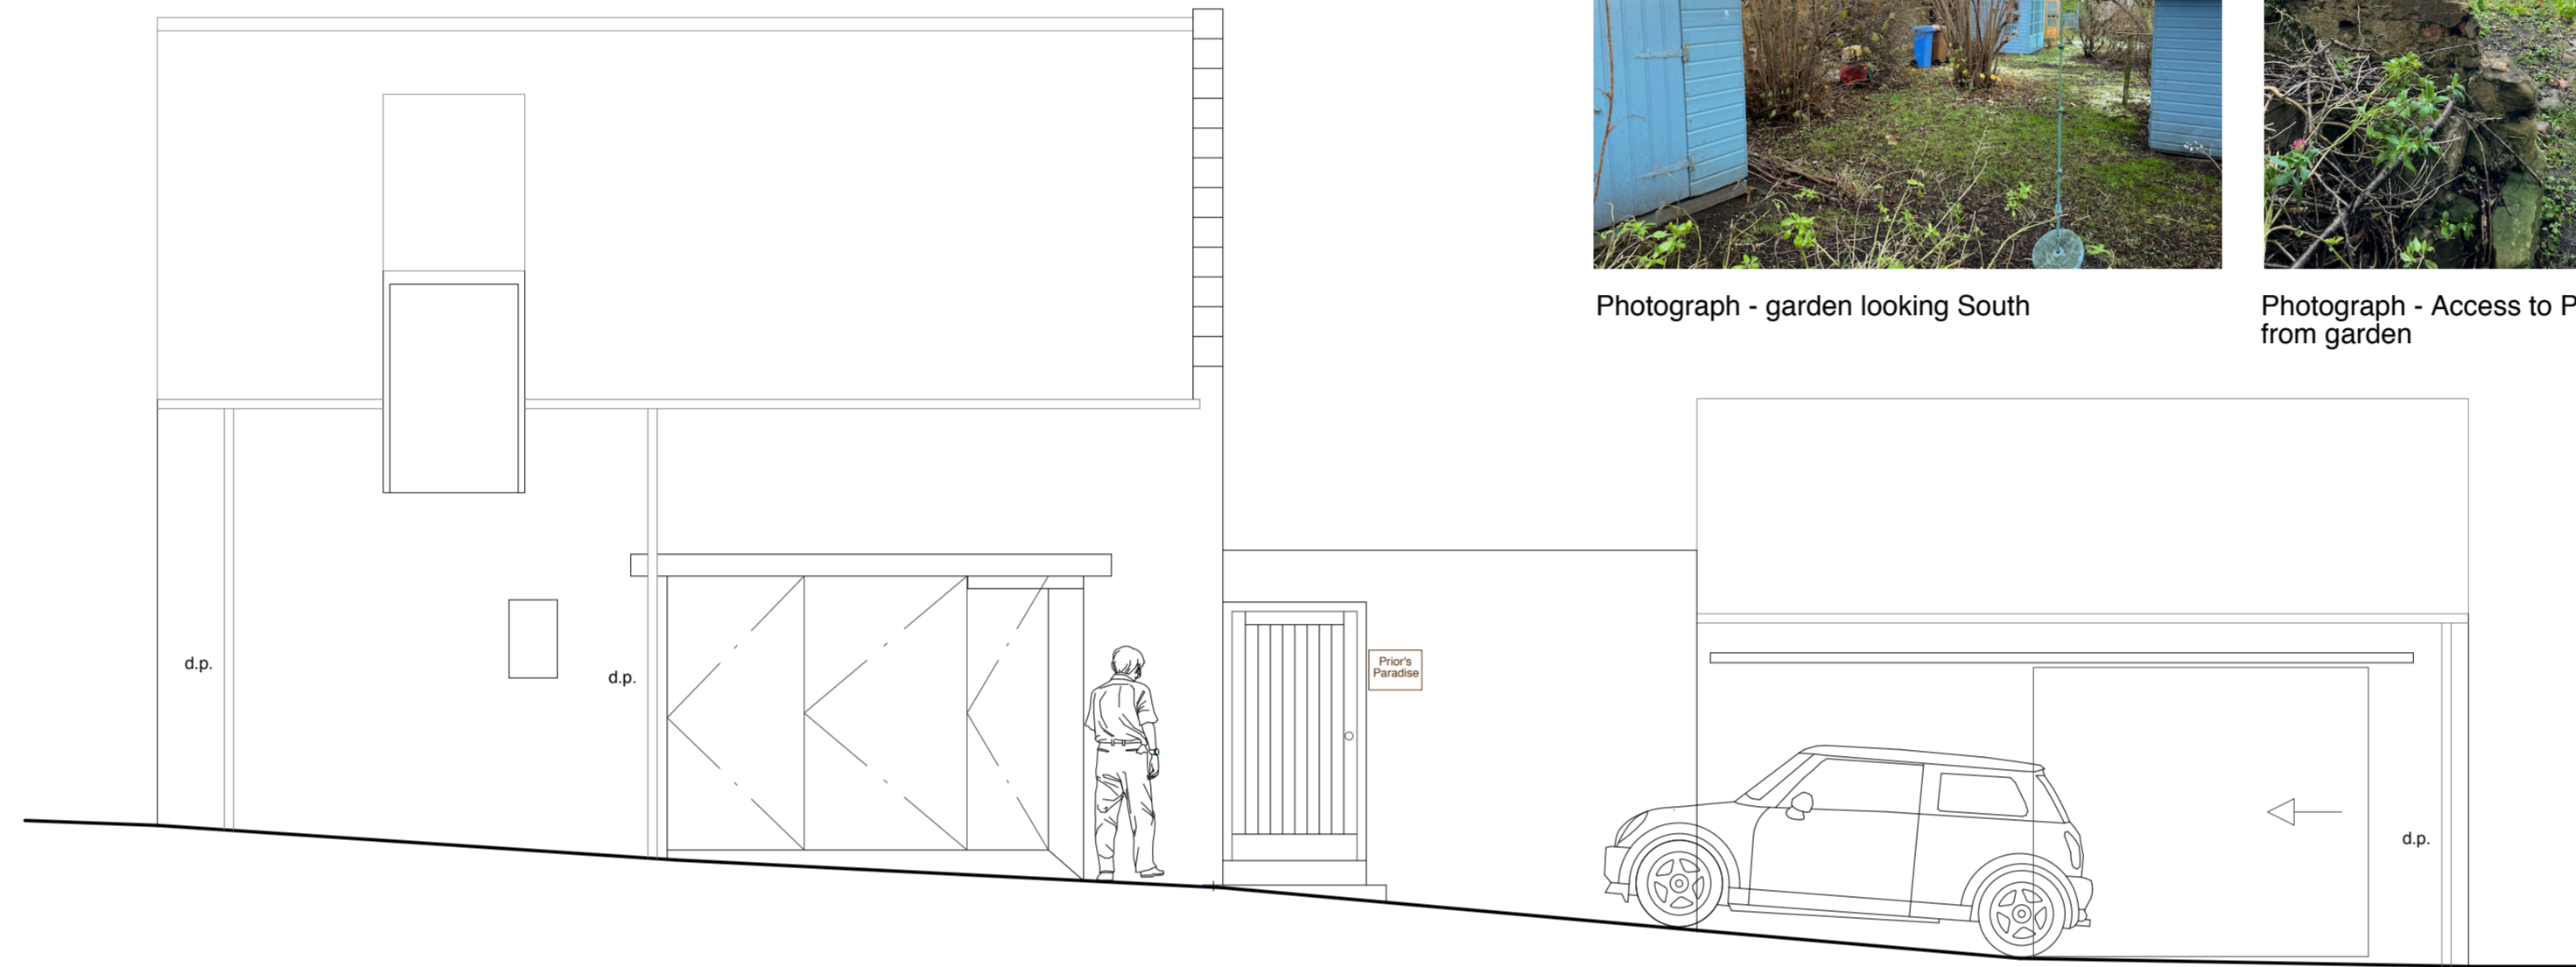 Photograph - garden looking South
Photograph - Access to P
from garden
d.p.
d.p.
Prior's
Paradise
d.p.